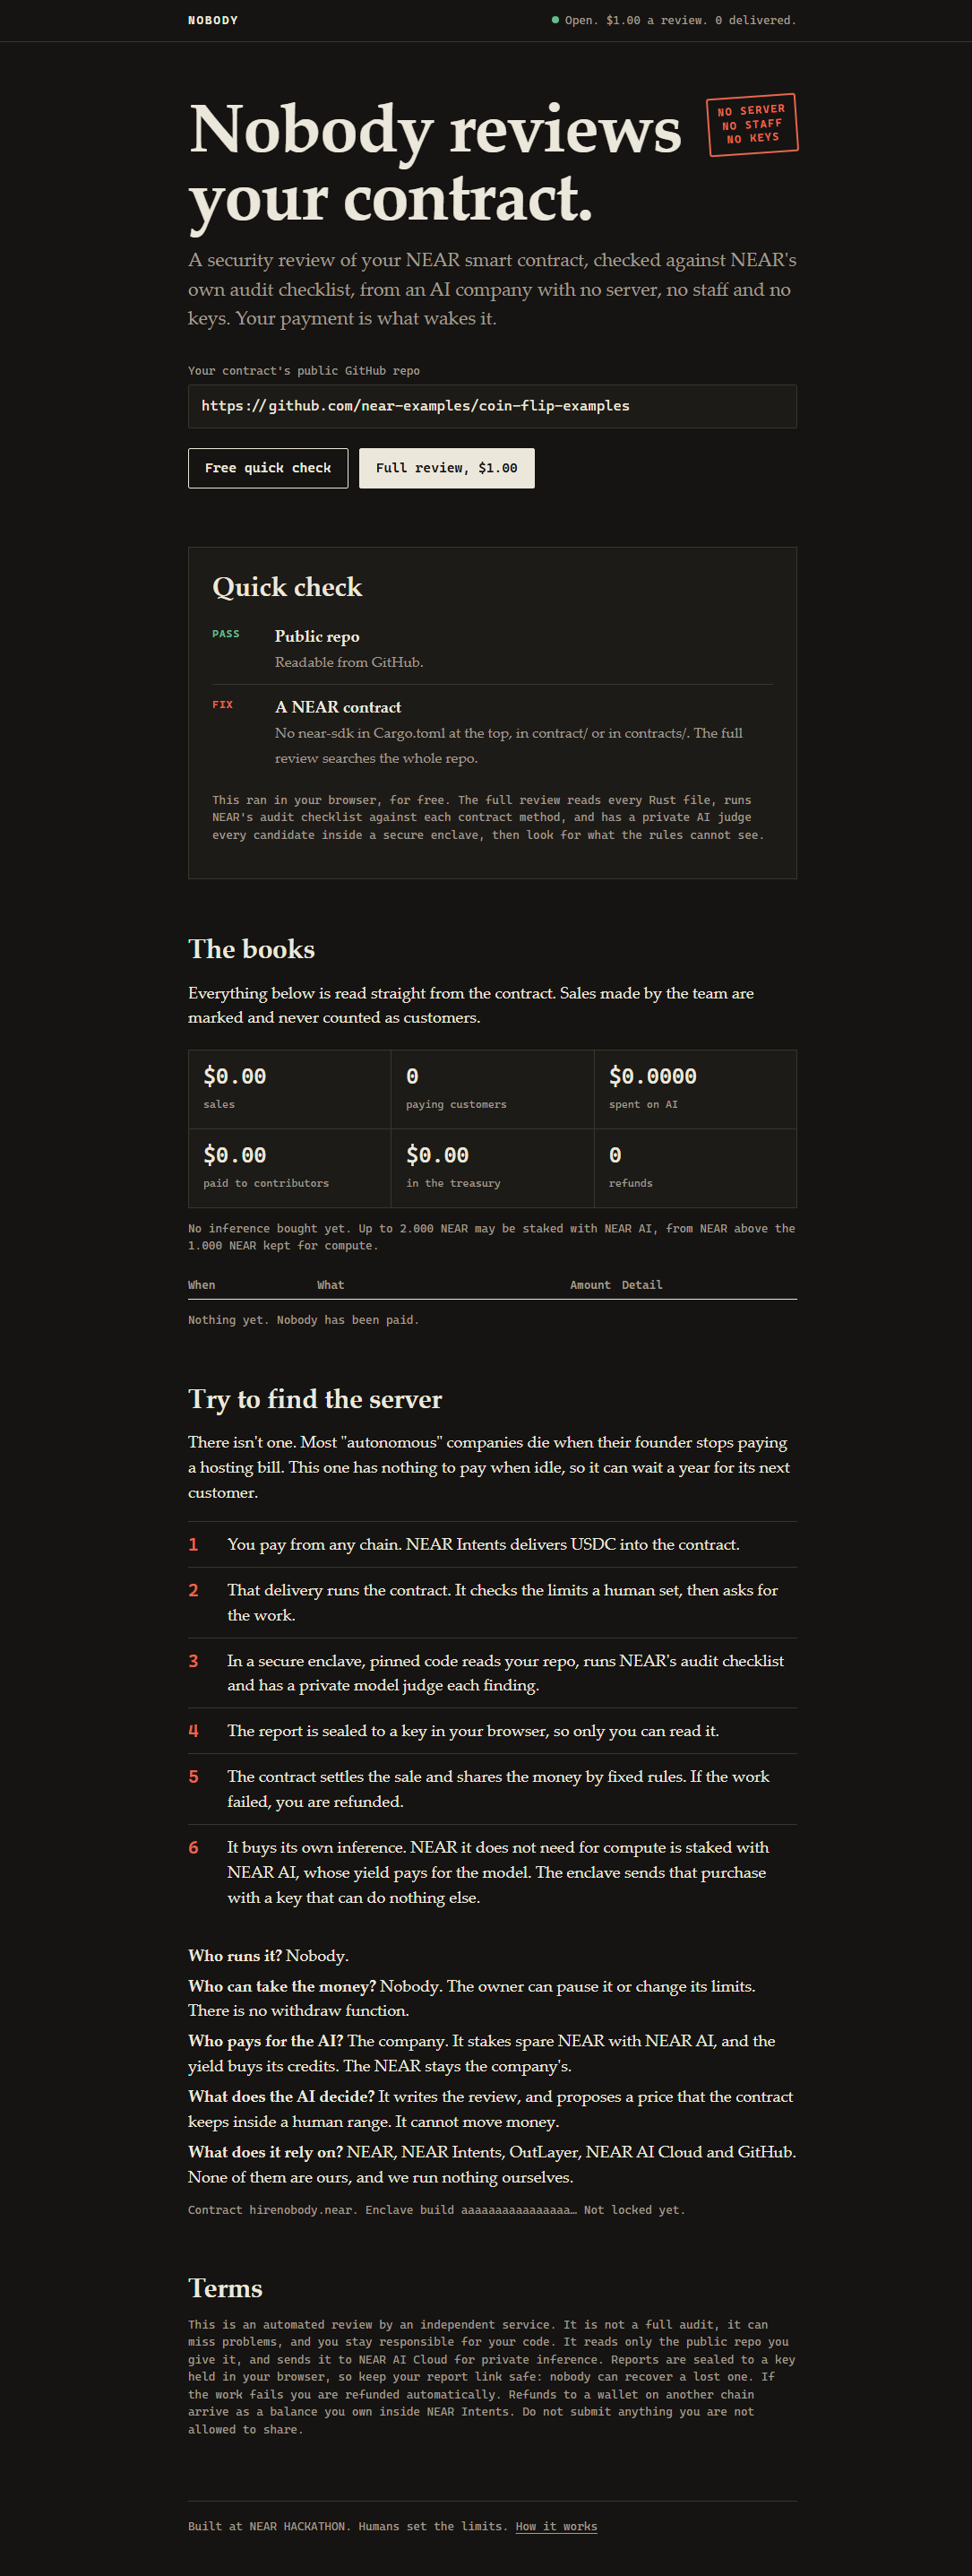 NOBODY
Open. $1.00 a review. 0 delivered.
Nobody reviews
your contract.
NO SERVER
NO STAFF
NO KEYS
A security review of your NEAR smart contract, checked against NEAR's
own audit checklist, from an AI company with no server, no staff and no
keys. Your payment is what wakes it.
Your contract's public GitHub repo
https://github.com/near-examples/coin-flip-examples
Free quick check
Full review, $1.00
Quick check
PASS
Public repo
Readable from GitHub.
FIX
A NEAR contract
No near-sdk in Cargo.toml at the top, in contract/ or in contracts/. The full
review searches the whole repo.
This ran in your browser, for free. The full review reads every Rust file, runs
NEAR's audit checklist against each contract method, and has a private AI judge
every candidate inside a secure enclave, then look for what the rules cannot see.
The books
Everything below is read straight from the contract. Sales made by the team are
marked and never counted as customers.
$0.00
sales
0
paying customers
$0.0000
spent on AI
$0.00
paid to contributors
$0.00
in the treasury
0
refunds
No inference bought yet. Up to 2.000 NEAR may be staked with NEAR AI, from NEAR above the
1.000 NEAR kept for compute.
When What Amount Detail
Nothing yet. Nobody has been paid.
Try to find the server
There isn't one. Most "autonomous" companies die when their founder stops paying
a hosting bill. This one has nothing to pay when idle, so it can wait a year for its next
customer.
1 You pay from any chain. NEAR Intents delivers USDC into the contract.
2 That delivery runs the contract. It checks the limits a human set, then asks for
the work.
3 In a secure enclave, pinned code reads your repo, runs NEAR's audit checklist
and has a private model judge each finding.
4 The report is sealed to a key in your browser, so only you can read it.
5 The contract settles the sale and shares the money by fixed rules. If the work
failed, you are refunded.
6 It buys its own inference. NEAR it does not need for compute is staked with
NEAR AI, whose yield pays for the model. The enclave sends that purchase
with a key that can do nothing else.
Who runs it? Nobody.
Who can take the money? Nobody. The owner can pause it or change its limits.
There is no withdraw function.
Who pays for the AI? The company. It stakes spare NEAR with NEAR AI, and the
yield buys its credits. The NEAR stays the company's.
What does the AI decide? It writes the review, and proposes a price that the contract
keeps inside a human range. It cannot move money.
What does it rely on? NEAR, NEAR Intents, OutLayer, NEAR AI Cloud and GitHub.
None of them are ours, and we run nothing ourselves.
Contract hirenobody.near. Enclave build aaaaaaaaaaaaaaaa… Not locked yet.
Terms
This is an automated review by an independent service. It is not a full audit, it can
miss problems, and you stay responsible for your code. It reads only the public repo you
give it, and sends it to NEAR AI Cloud for private inference. Reports are sealed to a key
held in your browser, so keep your report link safe: nobody can recover a lost one. If
the work fails you are refunded automatically. Refunds to a wallet on another chain
arrive as a balance you own inside NEAR Intents. Do not submit anything you are not
allowed to share.
Built at NEAR HACKATHON. Humans set the limits. How it works